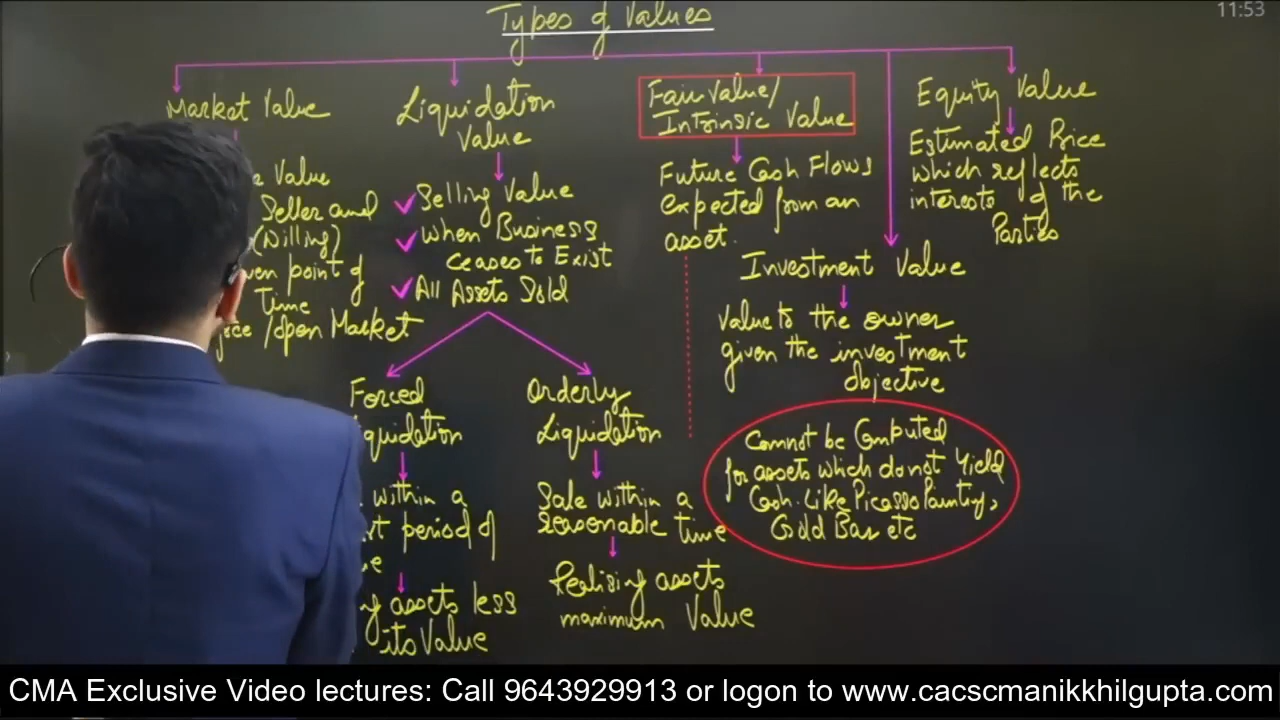 11:53
Types of Values
Market Value
Value
Seller and
(Willing)
point of
Time
/Open Market
Liquidation
Value
Selling Value
When Business
Ceases to Exist
All Assets Sold
Forced
within a
period of
assets less
its Value
Orderly
Liquidation
Sale within a
reasonable time
Realising assets
maximum Value
Fair Value/
Intrinsic Value
Future Cash Flows
expected from an
asset.
Investment Value
Value to the owner
given the investment
objective
Cannot be Computed
for assets which do not Yield
Cash. Like Picasso Painting,
Gold Bar etc
Equity Value
Estimated Price
which reflects
interests of the
Parties
CMA Exclusive Video lectures: Call 9643929913 or logon to www.cacscmanikkhilgupta.com